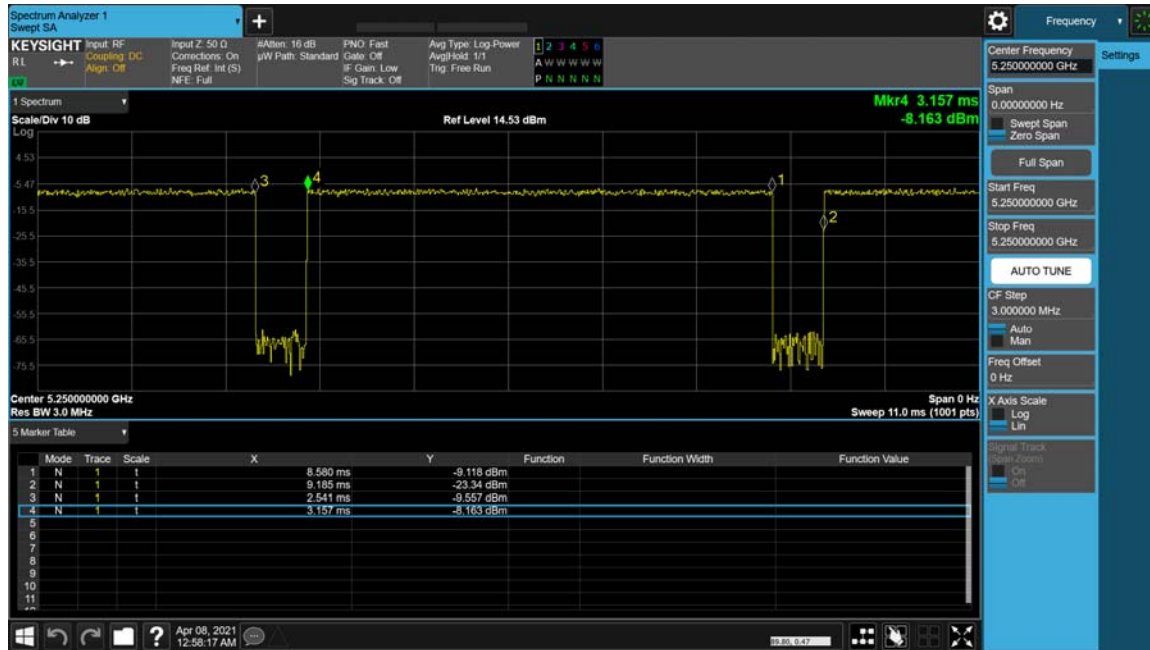 Spectrum Analyzer 1
Swept SA
+
Frequency
KEYSIGHT
RL
Input: RF
Coupling: DC
Align: Off
Input Z: 50 Ω
Corrections: On
Freq Ref: Int (S)
NFE: Full
#Atten: 16 dB
µW Path: Standard
PNO: Fast
Gate: Off
IF Gain: Low
Sig Track: Off
Avg Type: Log-Power
Avg|Hold: 1/1
Trig: Free Run
1 2 3 4 5 6
A W W W W W
P N N N N N
1 Spectrum
Scale/Div 10 dB
Ref Level 14.53 dBm
Mkr4 3.157 ms
-8.163 dBm
Log
4.53
-5.47
-15.5
-25.5
-35.5
-45.5
-55.5
-65.5
-75.5
3
4
1
2
Center 5.250000000 GHz
Res BW 3.0 MHz
Span 0 Hz
Sweep 11.0 ms (1001 pts)
5 Marker Table
Mode Trace Scale X Y Function Function Width Function Value
1 N 1 t 8.580 ms -9.118 dBm
2 N 1 t 9.185 ms -23.34 dBm
3 N 1 t 2.541 ms -9.557 dBm
4 N 1 t 3.157 ms -8.163 dBm
5
6
7
8
9
10
11
?
Apr 08, 2021
12:58:17 AM
89.80, 0.47
Center Frequency
5.250000000 GHz
Settings
Span
0.00000000 Hz
Swept Span
Zero Span
Full Span
Start Freq
5.250000000 GHz
Stop Freq
5.250000000 GHz
AUTO TUNE
CF Step
3.000000 MHz
Auto
Man
Freq Offset
0 Hz
X Axis Scale
Log
Lin
Signal Track
(Span Zoom)
On
Off